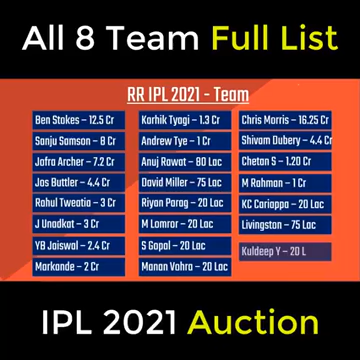 All 8 Team Full List
RR IPL 2021 - Team
Ben Stokes – 12.5 Cr
Sanju Samson – 8 Cr
Jafra Archer – 7.2 Cr
Jas Buttler – 4.4 Cr
Rahul Tweatia – 3 Cr
J Unadkat – 3 Cr
YB Jaiswal – 2.4 Cr
Markande – 2 Cr
Karhik Tyagi – 1.3 Cr
Andrew Tye – 1 Cr
Anuj Rawat – 80 Lac
David Miller – 75 Lac
Riyan Parag – 20 Lac
M Lomror – 20 Lac
S Gopal – 20 Lac
Manan Vohra – 20 Lac
Chris Morris – 16.25 Cr
Shivam Dubery – 4.4 Cr
Chetan S – 1.20 Cr
M Rahman – 1 Cr
KC Cariappa – 20 Lac
Livingston – 75 Lac
Kuldeep Y – 20 L
IPL 2021 Auction